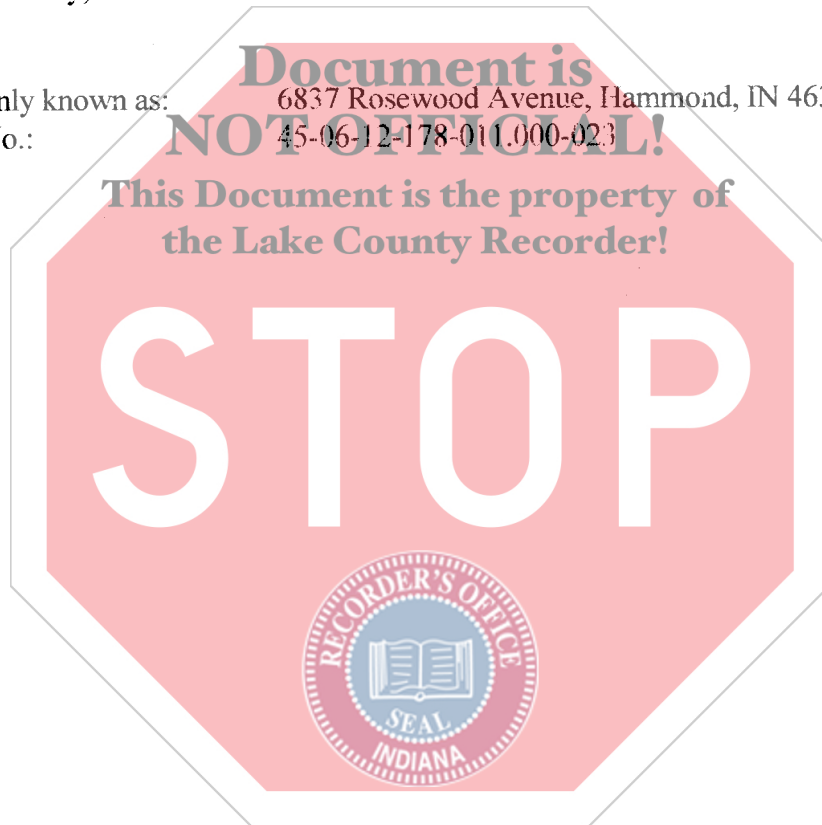 Document is
nly known as: 6837 Rosewood Avenue, Hammond, IN 463
o.: 45-06-12-178-011.000-023
NOT OFFICIAL!
This Document is the property of
the Lake County Recorder!
STOP
RECORDER'S OFFICE
SEAL
INDIANA